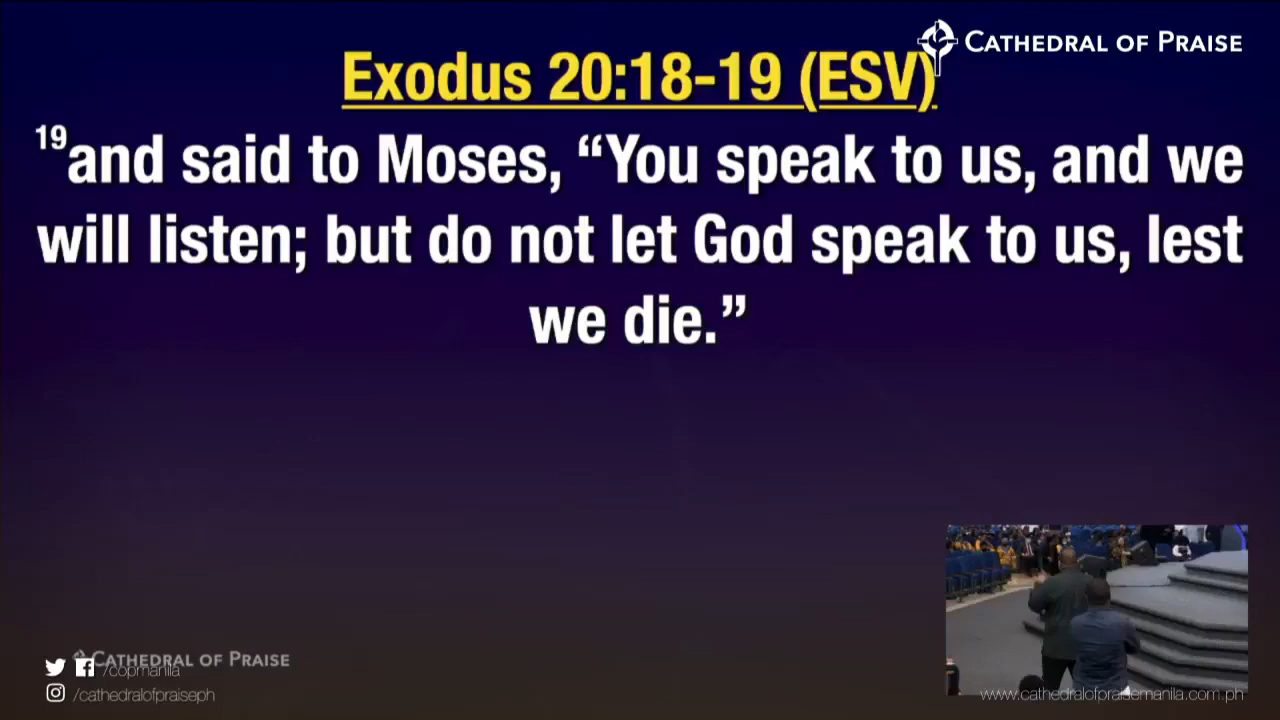 CATHEDRAL OF PRAISE
Exodus 20:18-19 (ESV)
19and said to Moses, “You speak to us, and we
will listen; but do not let God speak to us, lest
we die.”
CATHEDRAL OF PRAISE
/copmanila
/cathedralofpraiseph
www.cathedralofpraisemanila.com.ph